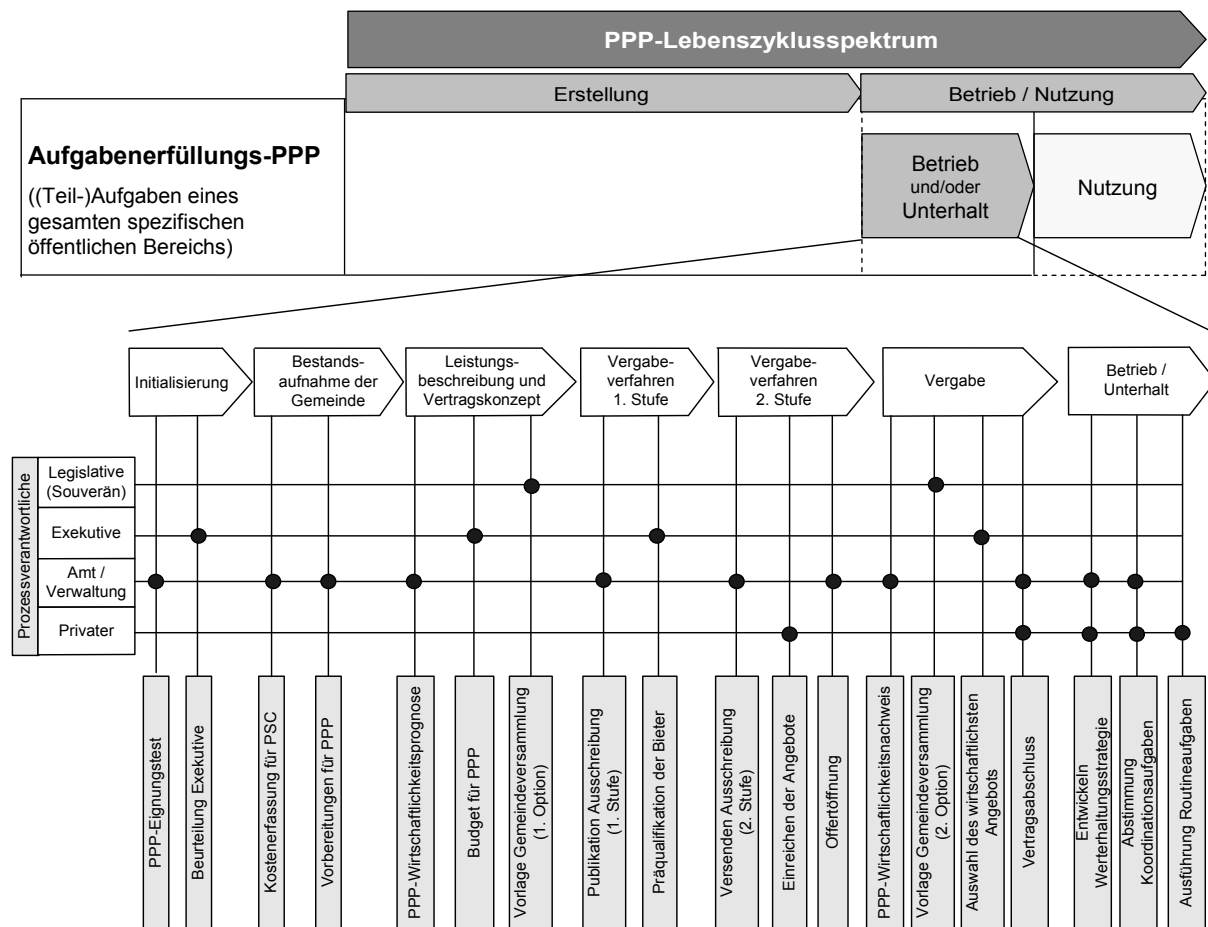 PPP-Lebenszyklusspektrum
Erstellung
Betrieb / Nutzung
Aufgabenerfüllungs-PPP
((Teil-)Aufgaben eines
gesamten spezifischen
öffentlichen Bereichs)
Betrieb
und/oder
Unterhalt
Nutzung
Initialisierung
Bestands-
aufnahme der
Gemeinde
Leistungs-
beschreibung und
Vertragskonzept
Vergabe-
verfahren
1. Stufe
Vergabe-
verfahren
2. Stufe
Vergabe
Betrieb /
Unterhalt
Prozessverantwortliche
Legislative
(Souverän)
Exekutive
Amt /
Verwaltung
Privater
PPP-Eignungstest
Beurteilung Exekutive
Kostenerfassung für PSC
Vorbereitungen für PPP
PPP-Wirtschaftlichkeitsprognose
Budget für PPP
Vorlage Gemeindeversammlung
(1. Option)
Publikation Ausschreibung
(1. Stufe)
Präqualifikation der Bieter
Versenden Ausschreibung
(2. Stufe)
Einreichen der Angebote
Offertöffnung
PPP-Wirtschaftlichkeitsnachweis
Vorlage Gemeindeversammlung
(2. Option)
Auswahl des wirtschaftlichsten
Angebots
Vertragsabschluss
Entwickeln
Werterhaltungsstrategie
Abstimmung
Koordinationsaufgaben
Ausführung Routineaufgaben